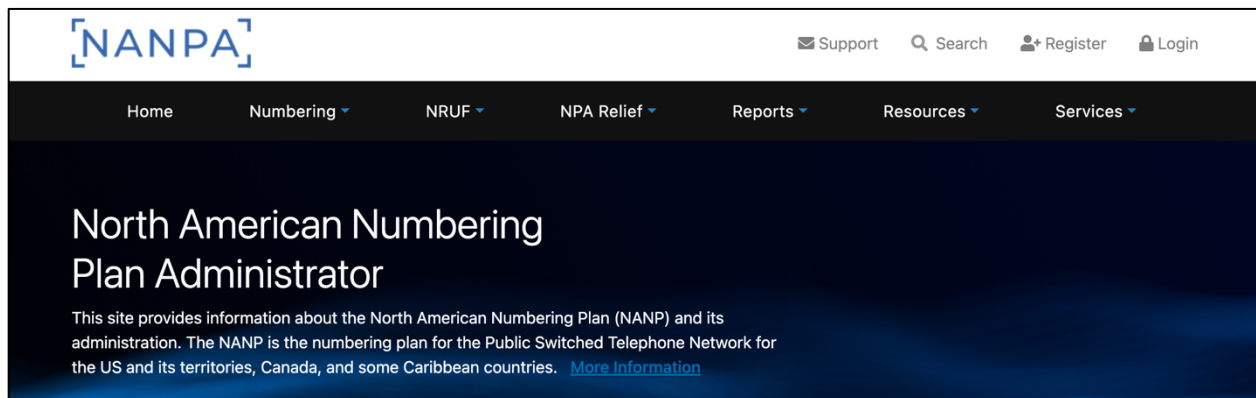 NANPA
Support Search Register Login
Home Numbering NRUF NPA Relief Reports Resources Services
North American Numbering
Plan Administrator
This site provides information about the North American Numbering Plan (NANP) and its
administration. The NANP is the numbering plan for the Public Switched Telephone Network for
the US and its territories, Canada, and some Caribbean countries. More Information